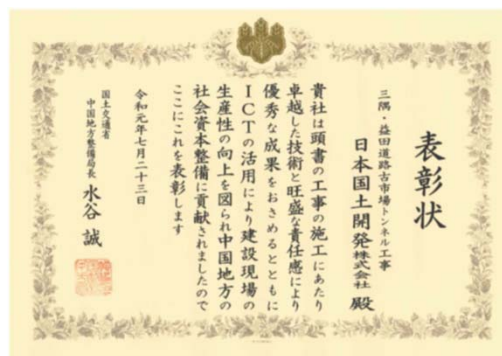 表彰状
三隅・益田道路古市場トンネル工事
日本国土開発株式会社 殿
貴社は頭書の工事の施工にあたり
卓越した技術と旺盛な責任感により
優秀な成果をおさめるとともに
ICTの活用により建設現場の
生産性の向上を図られ中国地方の
社会資本整備に貢献されましたので
ここにこれを表彰します
令和元年七月二十三日
国土交通省
中国地方整備局長 水谷 誠